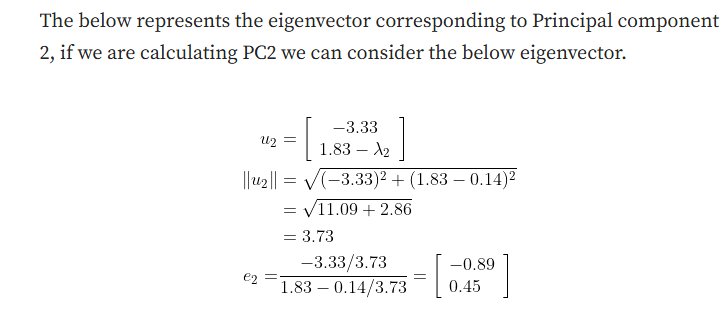 The below represents the eigenvector corresponding to Principal component
2, if we are calculating PC2 we can consider the below eigenvector.
u₂ = [ −3.33
1.83 − λ₂ ]
||u₂|| = √(−3.33)² + (1.83 − 0.14)²
= √11.09 + 2.86
= 3.73
e₂ = −3.33/3.73 / 1.83 − 0.14/3.73 = [ −0.89
0.45 ]